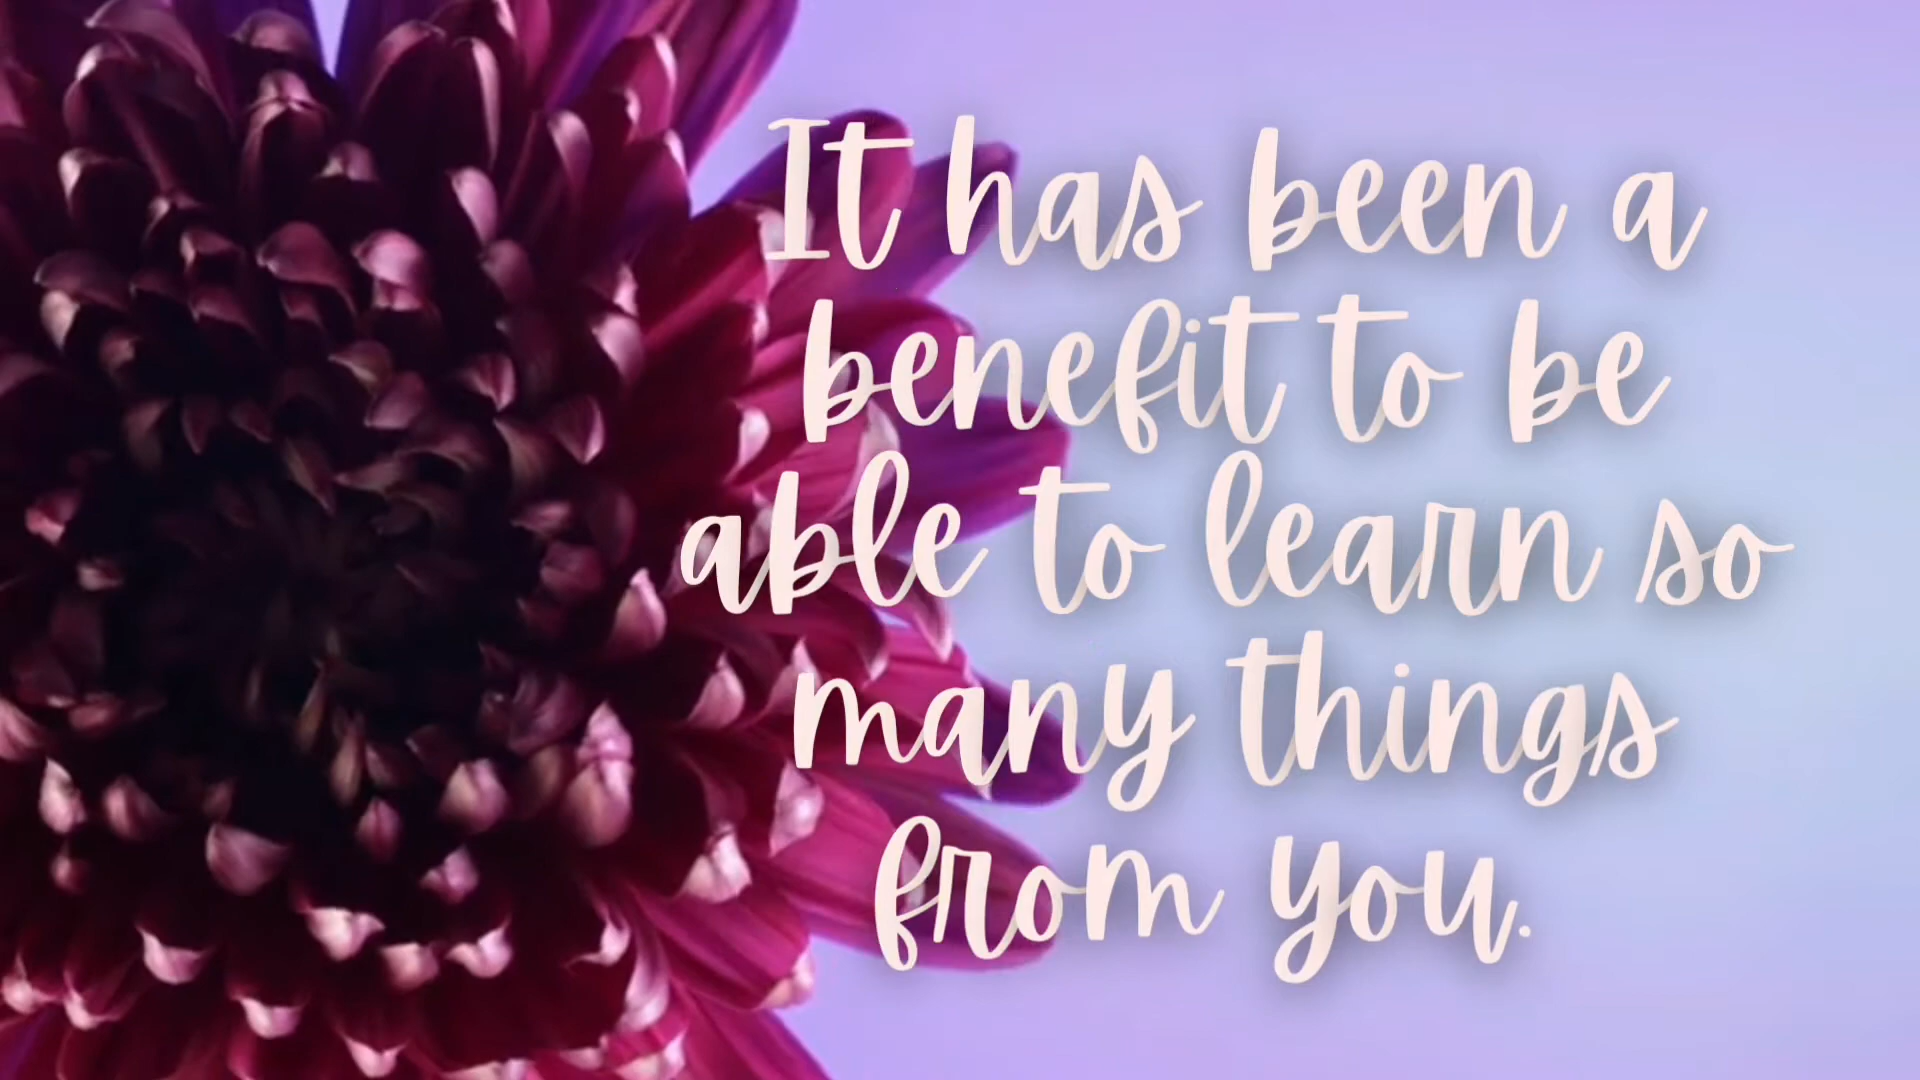 It has been a
benefit to be
able to learn so
many things
from you.